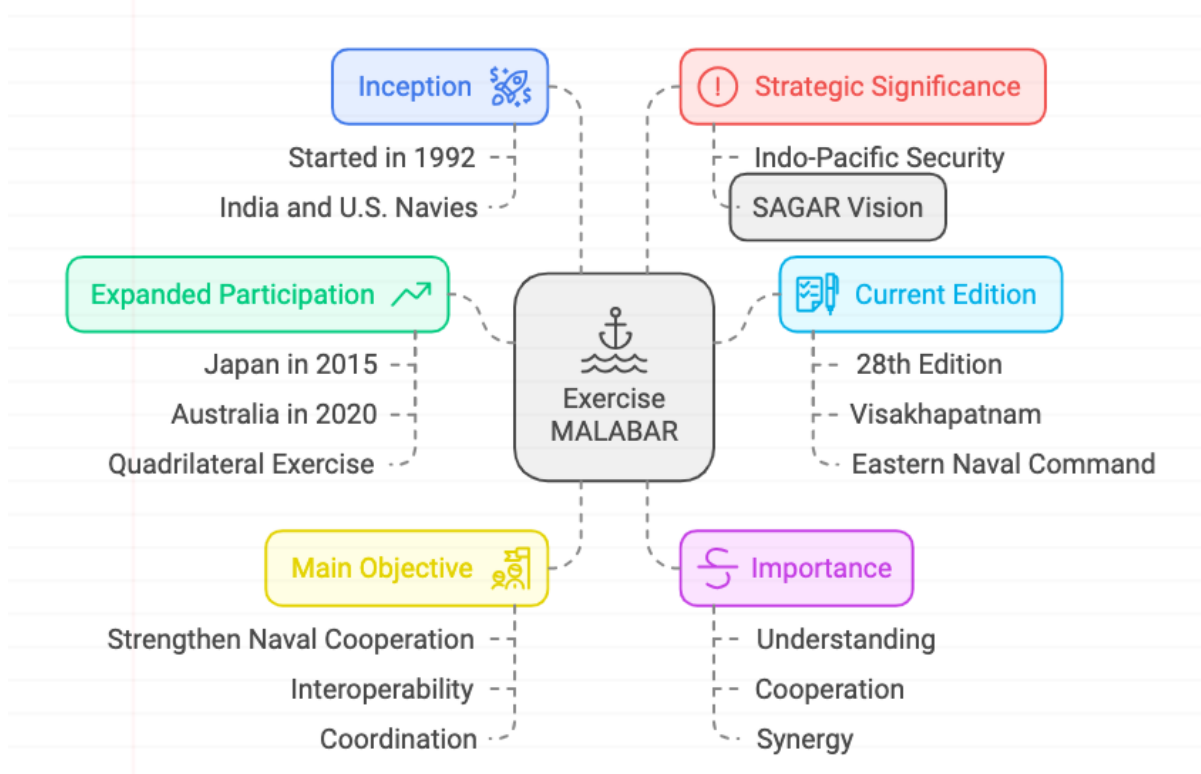 Inception
Started in 1992
India and U.S. Navies
Strategic Significance
Indo-Pacific Security
SAGAR Vision
Expanded Participation
Japan in 2015
Australia in 2020
Quadrilateral Exercise
Exercise
MALABAR
Current Edition
28th Edition
Visakhapatnam
Eastern Naval Command
Main Objective
Strengthen Naval Cooperation
Interoperability
Coordination
Importance
Understanding
Cooperation
Synergy